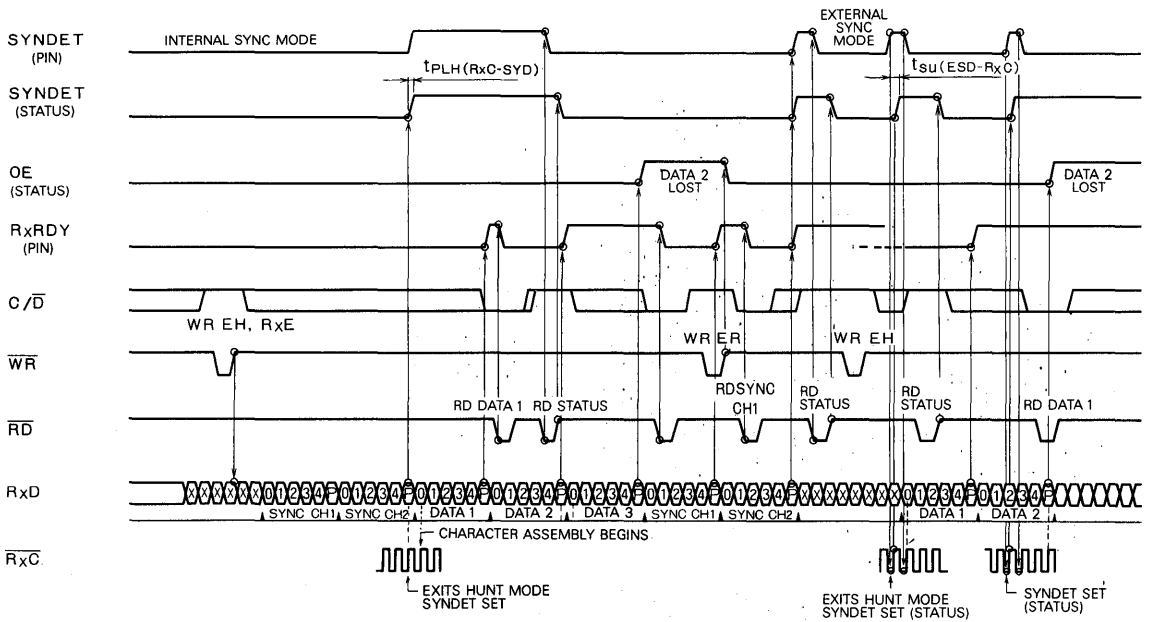 SYNDET
(PIN)
INTERNAL SYNC MODE
EXTERNAL
SYNC
MODE
tPLH(RxC-SYD)
tsu(ESD-RxC)
SYNDET
(STATUS)
OE
(STATUS)
DATA 2
LOST
DATA 2
LOST
RxRDY
(PIN)
C/D
WR EH, RxE
WR ER
WR EH
WR
RD DATA 1
RD STATUS
RDSYNC
CH1
RD
STATUS
RD
STATUS
RD DATA 1
RD
RxD
XXXXXX01234P01234P01234P01234P01234P01234P01234PXXXXXXXX01234P01234PXXXXXXX
SYNC CH1
SYNC CH2
DATA 1
DATA 2
DATA 3
SYNC CH1
SYNC CH2
DATA 1
DATA 2
CHARACTER ASSEMBLY BEGINS
RxC
EXITS HUNT MODE
SYNDET SET
EXITS HUNT MODE
SYNDET SET (STATUS)
SYNDET SET
(STATUS)